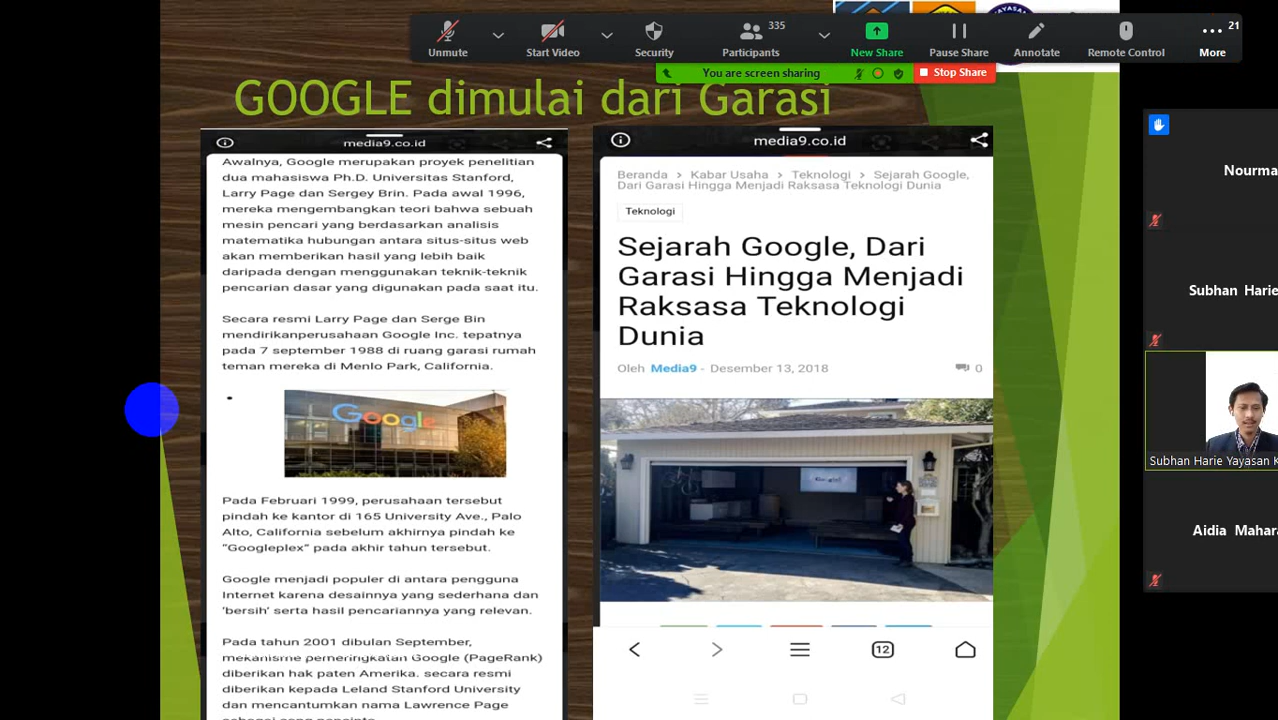 335
21
Unmute
Start Video
Security
Participants
New Share
Pause Share
Annotate
Remote Control
More
You are screen sharing
Stop Share
GOOGLE dimulai dari Garasi
media9.co.id
Awalnya, Google merupakan proyek penelitian
dua mahasiswa Ph.D. Universitas Stanford,
Larry Page dan Sergey Brin. Pada awal 1996,
mereka mengembangkan teori bahwa sebuah
mesin pencari yang berdasarkan analisis
matematika hubungan antara situs-situs web
akan memberikan hasil yang lebih baik
daripada dengan menggunakan teknik-teknik
pencarian dasar yang digunakan pada saat itu.
Secara resmi Larry Page dan Serge Bin
mendirikanperusahaan Google Inc. tepatnya
pada 7 september 1988 di ruang garasi rumah
teman mereka di Menlo Park, California.
Google
Pada Februari 1999, perusahaan tersebut
pindah ke kantor di 165 University Ave., Palo
Alto, California sebelum akhirnya pindah ke
“Googleplex” pada akhir tahun tersebut.
Google menjadi populer di antara pengguna
Internet karena desainnya yang sederhana dan
'bersih' serta hasil pencariannya yang relevan.
Pada tahun 2001 dibulan September,
mekanisme pemeringkatan Google (PageRank)
diberikan hak paten Amerika. secara resmi
diberikan kepada Leland Stanford University
dan mencantumkan nama Lawrence Page
media9.co.id
Beranda > Kabar Usaha > Teknologi > Sejarah Google,
Dari Garasi Hingga Menjadi Raksasa Teknologi Dunia
Teknologi
Sejarah Google, Dari
Garasi Hingga Menjadi
Raksasa Teknologi
Dunia
Oleh Media9 - Desember 13, 2018
0
Google
12
Nourma
Subhan Harie
Subhan Harie Yayasan K
Aidia Mahar